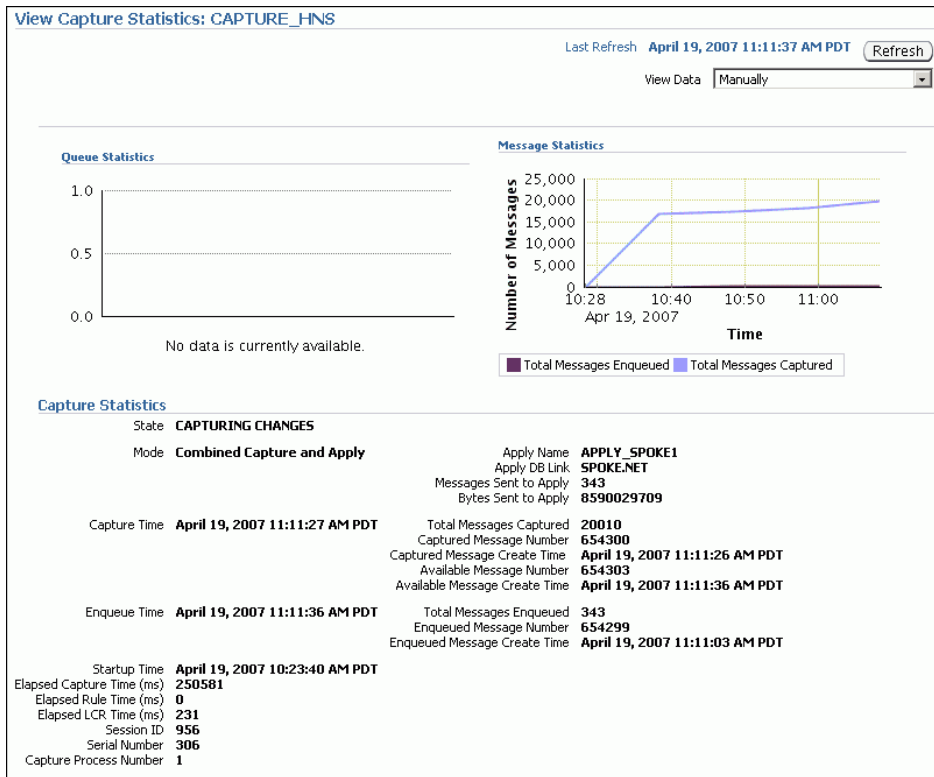 View Capture Statistics: CAPTURE_HNS
Last Refresh April 19, 2007 11:11:37 AM PDT Refresh
View Data Manually
Queue Statistics
1.0
0.5
0.0
No data is currently available.
Message Statistics
Number of Messages
25,000
20,000
15,000
10,000
5,000
0
10:28 10:40 10:50 11:00
Apr 19, 2007
Time
Total Messages Enqueued Total Messages Captured
Capture Statistics
State CAPTURING CHANGES
Mode Combined Capture and Apply Apply Name APPLY_SPOKE1
Apply DB Link SPOKE.NET
Messages Sent to Apply 343
Bytes Sent to Apply 8590029709
Capture Time April 19, 2007 11:11:27 AM PDT Total Messages Captured 20010
Captured Message Number 654300
Captured Message Create Time April 19, 2007 11:11:26 AM PDT
Available Message Number 654303
Available Message Create Time April 19, 2007 11:11:36 AM PDT
Enqueue Time April 19, 2007 11:11:36 AM PDT Total Messages Enqueued 343
Enqueued Message Number 654299
Enqueued Message Create Time April 19, 2007 11:11:03 AM PDT
Startup Time April 19, 2007 10:23:40 AM PDT
Elapsed Capture Time (ms) 250581
Elapsed Rule Time (ms) 0
Elapsed LCR Time (ms) 231
Session ID 956
Serial Number 306
Capture Process Number 1